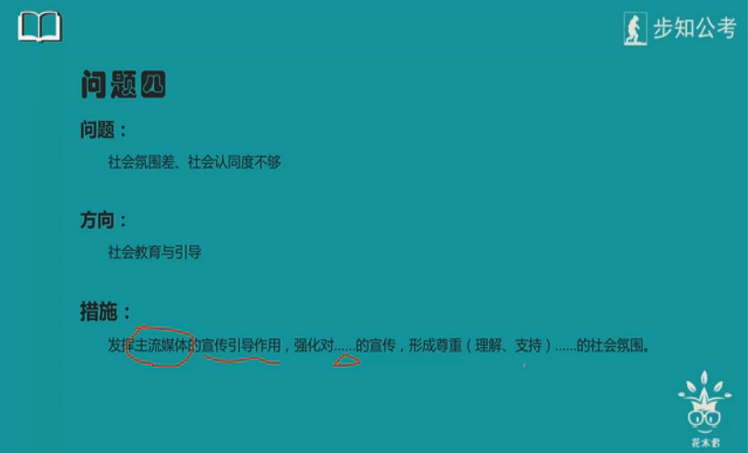 步知公考
问题四
问题：
社会氛围差、社会认同度不够
方向：
社会教育与引导
措施：
发挥主流媒体的宣传引导作用，强化对……的宣传，形成尊重（理解、支持）……的社会氛围。
花木君